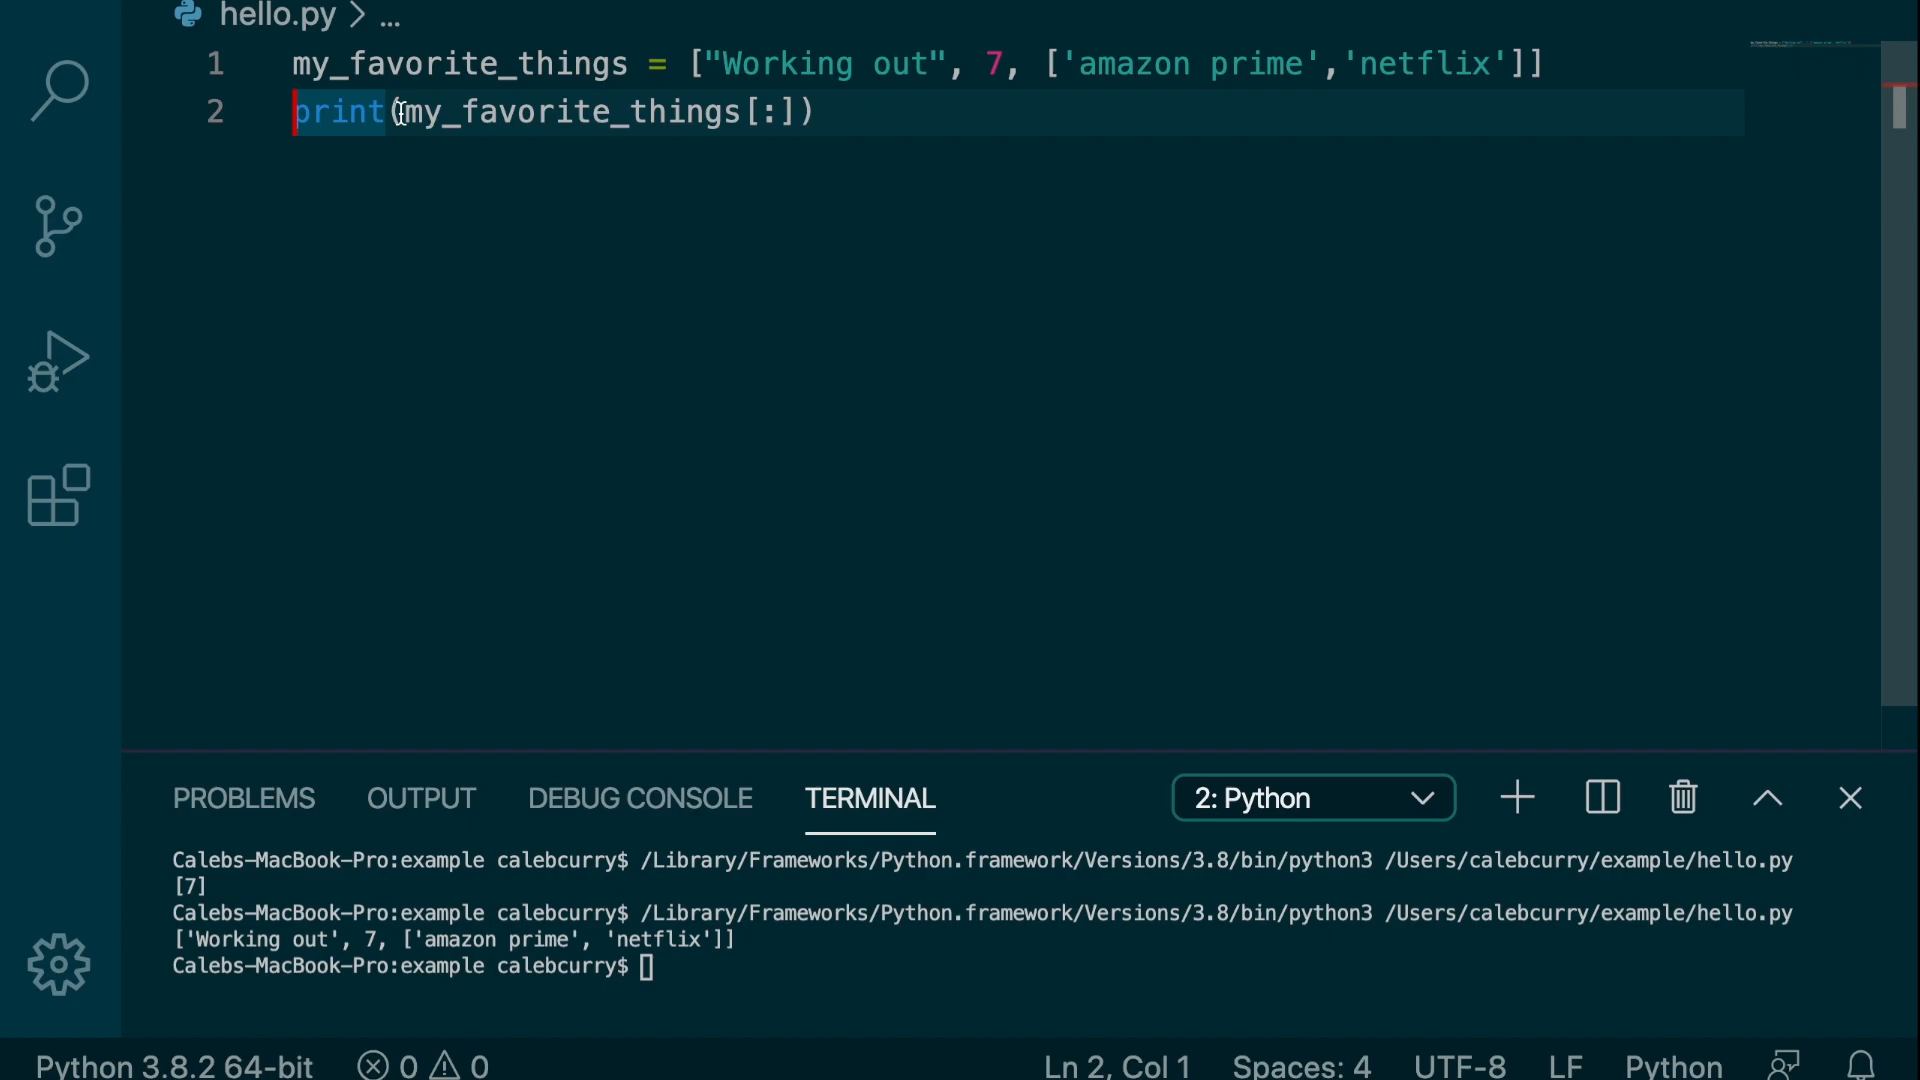 hello.py > ...
1 my_favorite_things = ["Working out", 7, ['amazon prime','netflix']]
2 print(my_favorite_things[:])
PROBLEMS OUTPUT DEBUG CONSOLE TERMINAL 2: Python
Calebs-MacBook-Pro:example calebcurry$ /Library/Frameworks/Python.framework/Versions/3.8/bin/python3 /Users/calebcurry/example/hello.py
[7]
Calebs-MacBook-Pro:example calebcurry$ /Library/Frameworks/Python.framework/Versions/3.8/bin/python3 /Users/calebcurry/example/hello.py
['Working out', 7, ['amazon prime', 'netflix']]
Calebs-MacBook-Pro:example calebcurry$
Python 3.8.2 64-bit 0 0 Ln 2, Col 1 Spaces: 4 UTF-8 LF Python